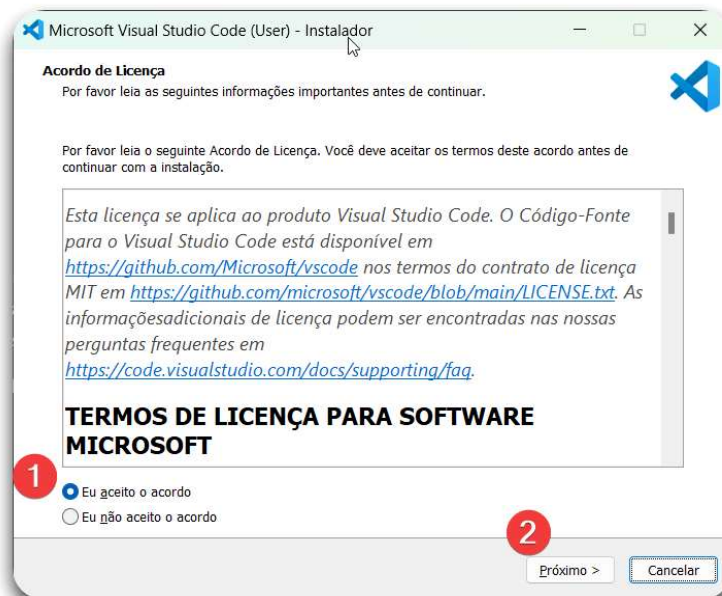 Microsoft Visual Studio Code (User) - Instalador
Acordo de Licença
Por favor leia as seguintes informações importantes antes de continuar.
Por favor leia o seguinte Acordo de Licença. Você deve aceitar os termos deste acordo antes de
continuar com a instalação.
Esta licença se aplica ao produto Visual Studio Code. O Código-Fonte
para o Visual Studio Code está disponível em
https://github.com/Microsoft/vscode nos termos do contrato de licença
MIT em https://github.com/microsoft/vscode/blob/main/LICENSE.txt. As
informaçõesadicionais de licença podem ser encontradas nas nossas
perguntas frequentes em
https://code.visualstudio.com/docs/supporting/faq.
TERMOS DE LICENÇA PARA SOFTWARE
MICROSOFT
1
Eu aceito o acordo
Eu não aceito o acordo
2
Próximo >
Cancelar